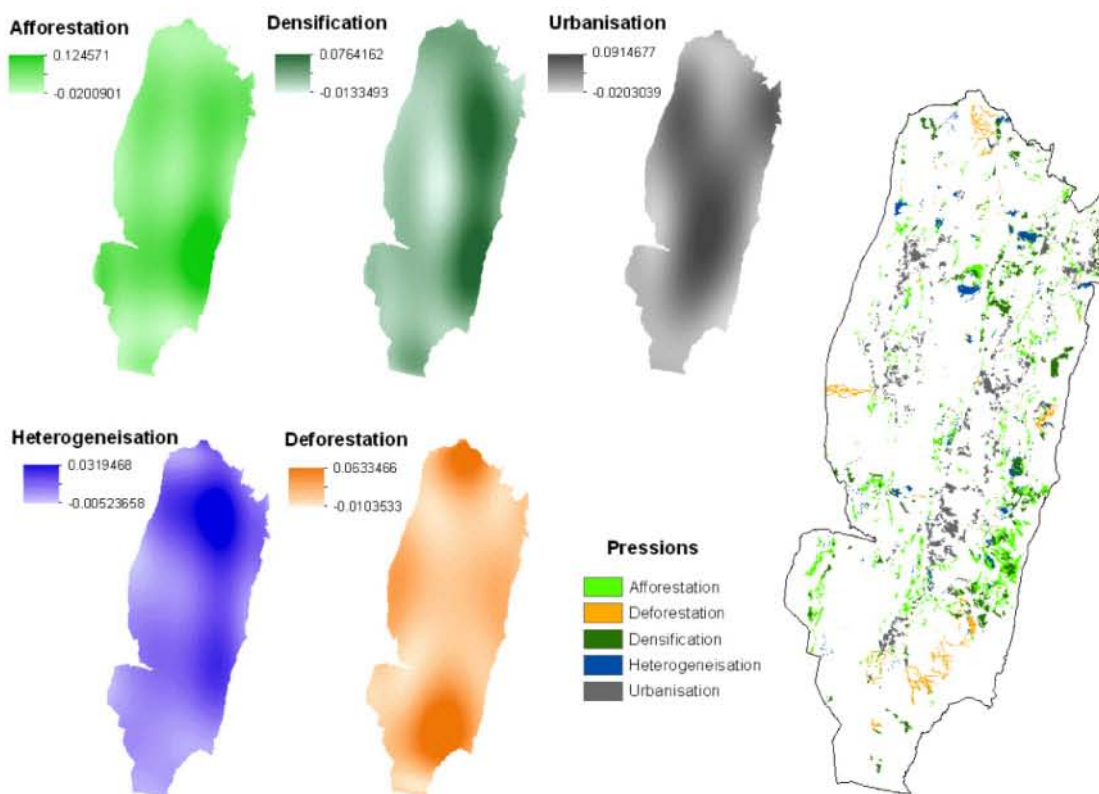 Afforestation
0.124571
-0.0200901
Densification
0.0764162
-0.0133493
Urbanisation
0.0914677
-0.0203039
Heterogeneisation
0.0319468
-0.00523658
Deforestation
0.0633466
-0.0103533
Pressions
Afforestation
Deforestation
Densification
Heterogeneisation
Urbanisation